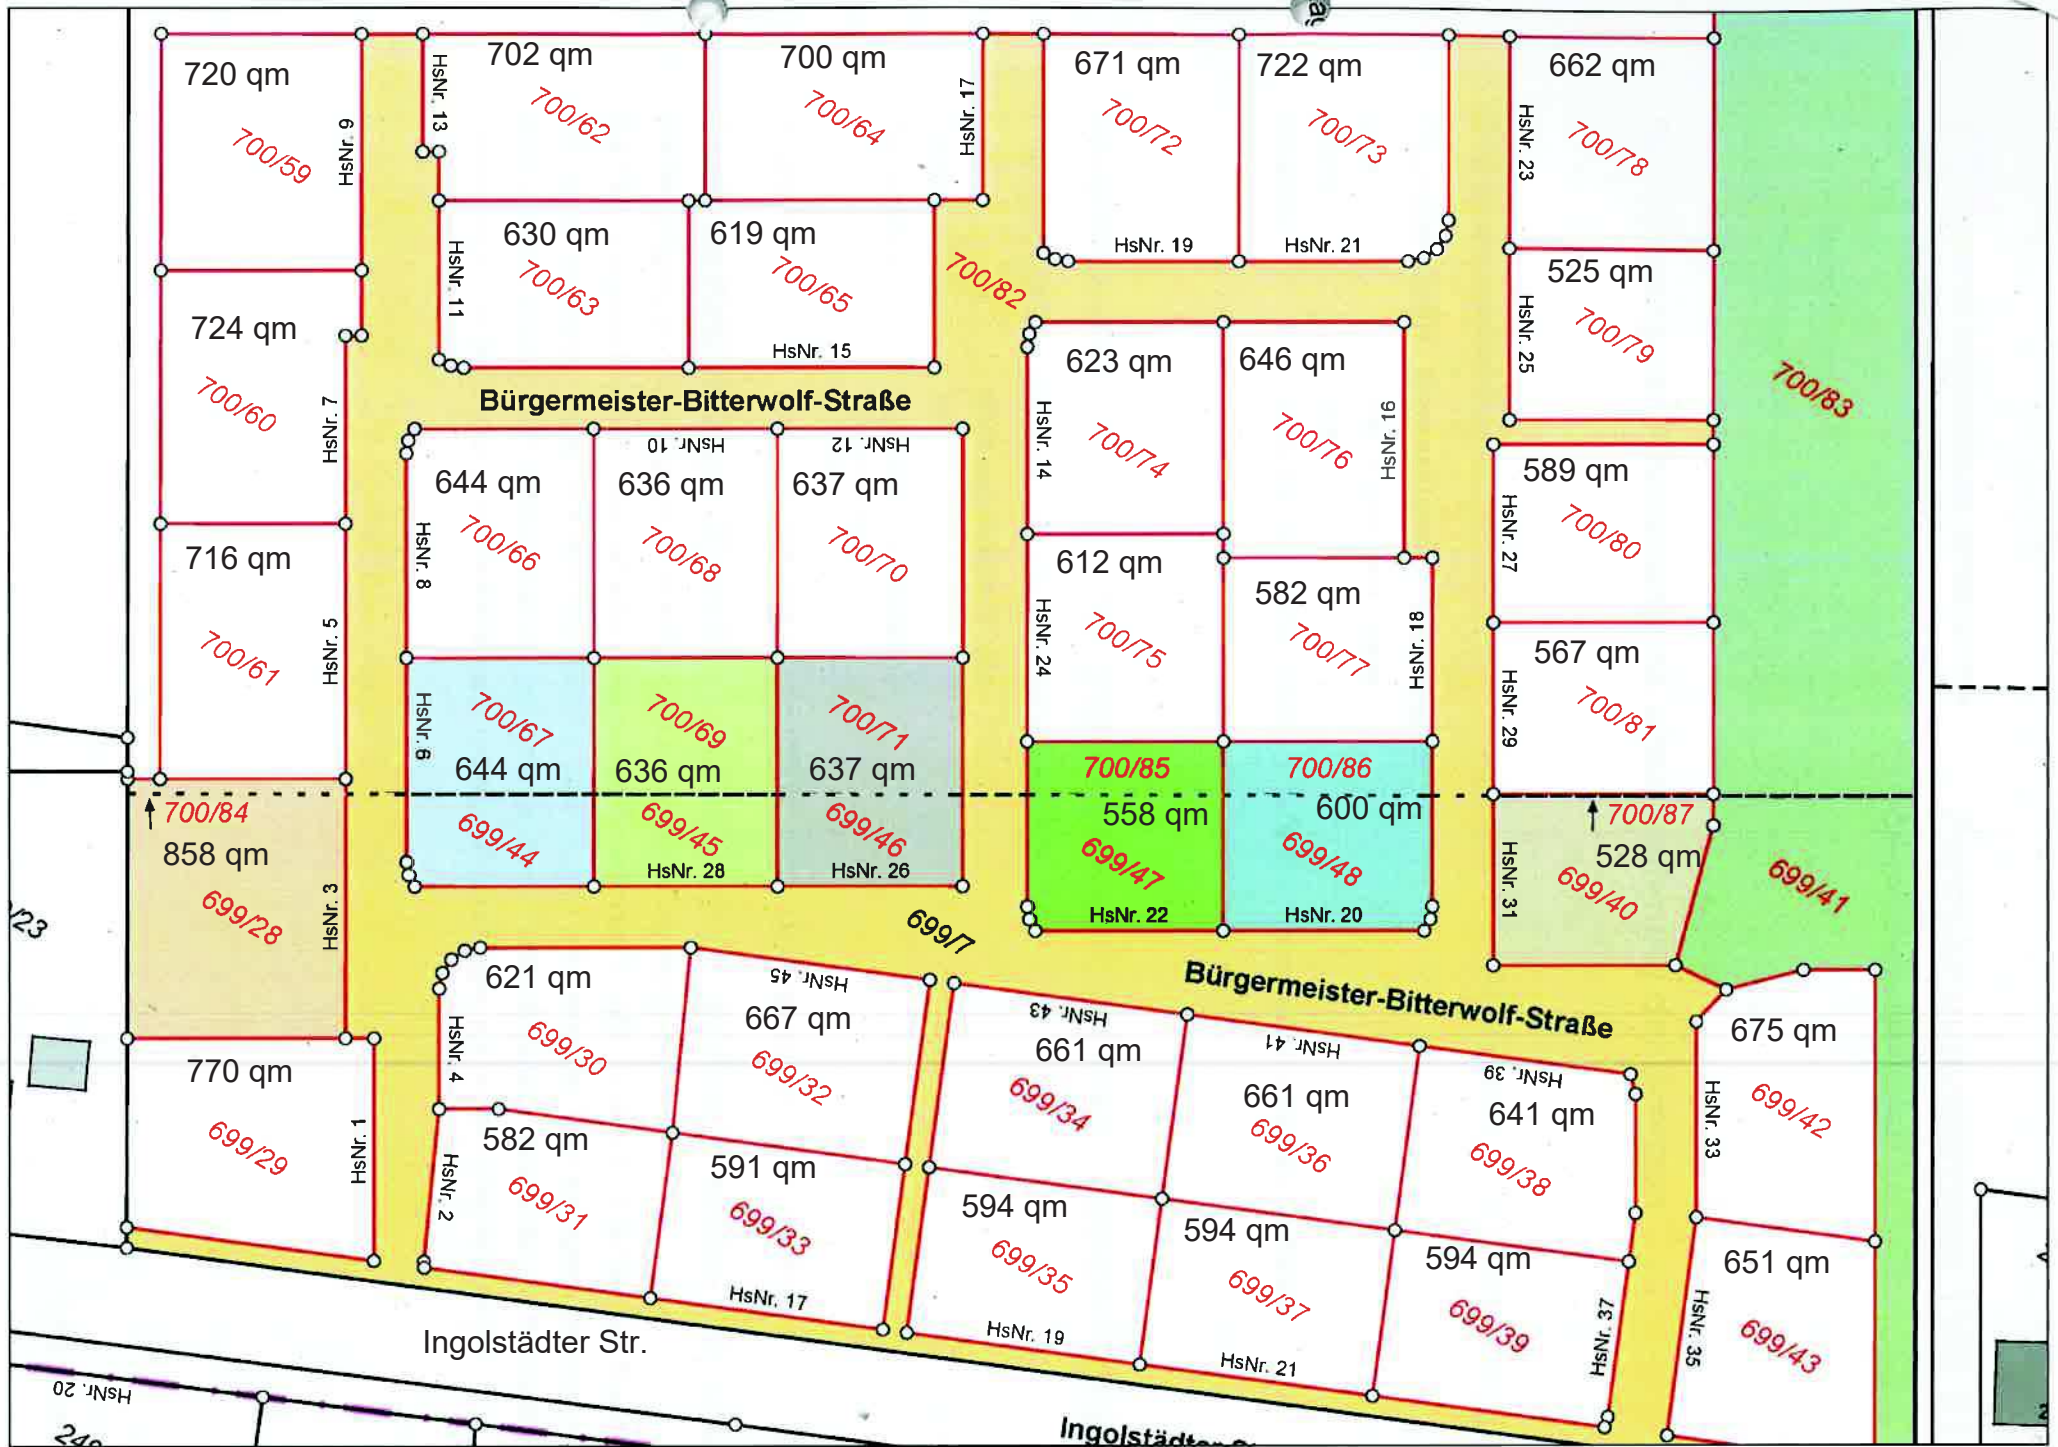 720 qm
700/59
HsNr. 9
HsNr. 13
702 qm
700/62
700 qm
700/64
HsNr. 17
671 qm
700/72
HsNr. 19
722 qm
700/73
HsNr. 21
662 qm
700/78
HsNr. 23
630 qm
700/63
HsNr. 11
619 qm
700/65
HsNr. 15
700/82
525 qm
700/79
HsNr. 25
724 qm
700/60
HsNr. 7
Bürgermeister-Bitterwolf-Straße
623 qm
700/74
HsNr. 14
646 qm
700/76
HsNr. 16
700/83
HsNr. 10
HsNr. 12
644 qm
700/66
HsNr. 8
636 qm
700/68
637 qm
700/70
589 qm
700/80
HsNr. 27
716 qm
700/61
HsNr. 5
612 qm
700/75
HsNr. 24
582 qm
700/77
HsNr. 18
567 qm
700/81
HsNr. 29
700/67
HsNr. 6
644 qm
699/44
700/69
636 qm
699/45
HsNr. 28
700/71
637 qm
699/46
HsNr. 26
700/85
558 qm
699/47
HsNr. 22
700/86
600 qm
699/48
HsNr. 20
700/87
528 qm
699/40
HsNr. 31
699/41
700/84
858 qm
699/28
HsNr. 3
/23
699/7
Bürgermeister-Bitterwolf-Straße
621 qm
699/30
HsNr. 4
HsNr. 45
667 qm
699/32
HsNr. 43
661 qm
699/34
HsNr. 41
661 qm
699/36
HsNr. 39
641 qm
699/38
675 qm
699/42
HsNr. 33
770 qm
699/29
HsNr. 1
582 qm
699/31
HsNr. 2
591 qm
699/33
HsNr. 17
594 qm
699/35
HsNr. 19
594 qm
699/37
HsNr. 21
594 qm
699/39
HsNr. 37
651 qm
699/43
HsNr. 35
Ingolstädter Str.
HsNr. 20